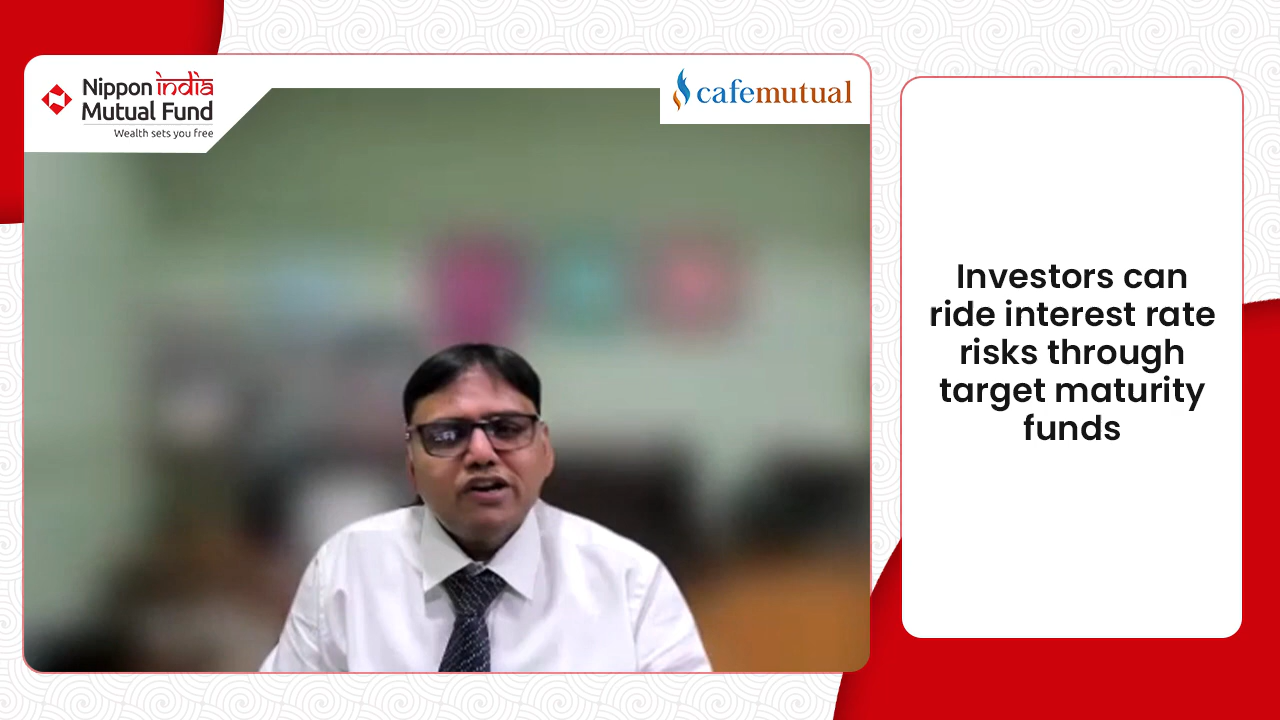 Nippon india
Mutual Fund
Wealth sets you free
cafemutual
Investors can
ride interest rate
risks through
target maturity
funds